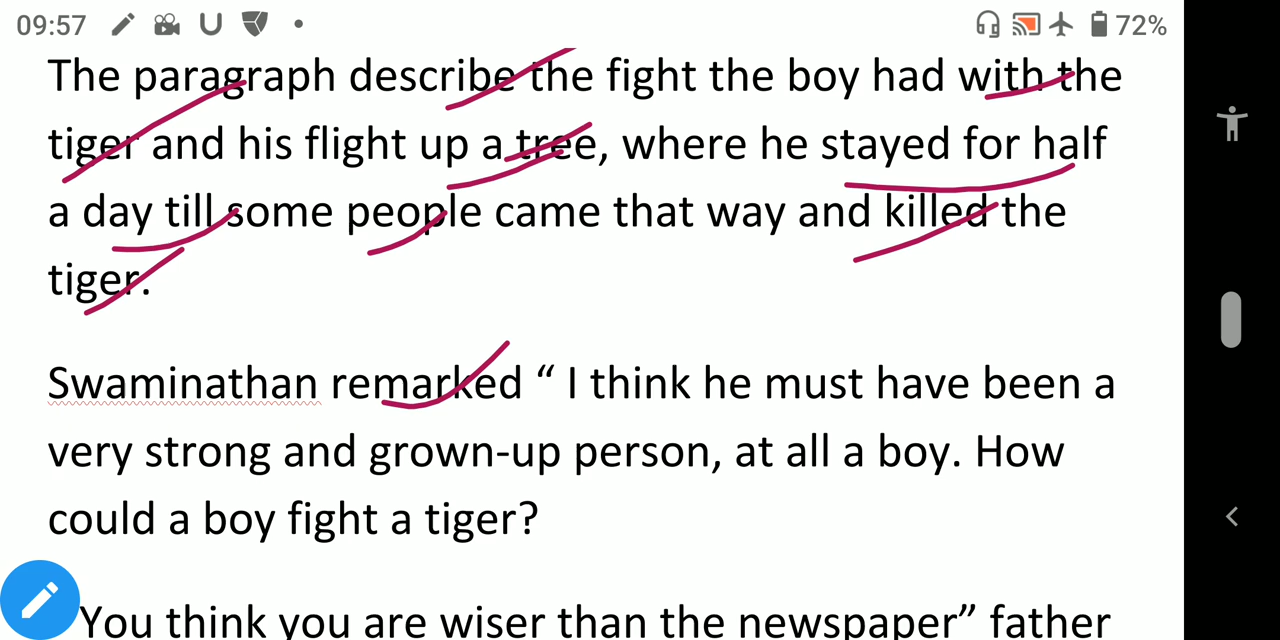 09:57
72%
The paragraph describe the fight the boy had with the
tiger and his flight up a tree, where he stayed for half
a day till some people came that way and killed the
tiger.
Swaminathan remarked “ I think he must have been a
very strong and grown-up person, at all a boy. How
could a boy fight a tiger?
You think you are wiser than the newspaper” father